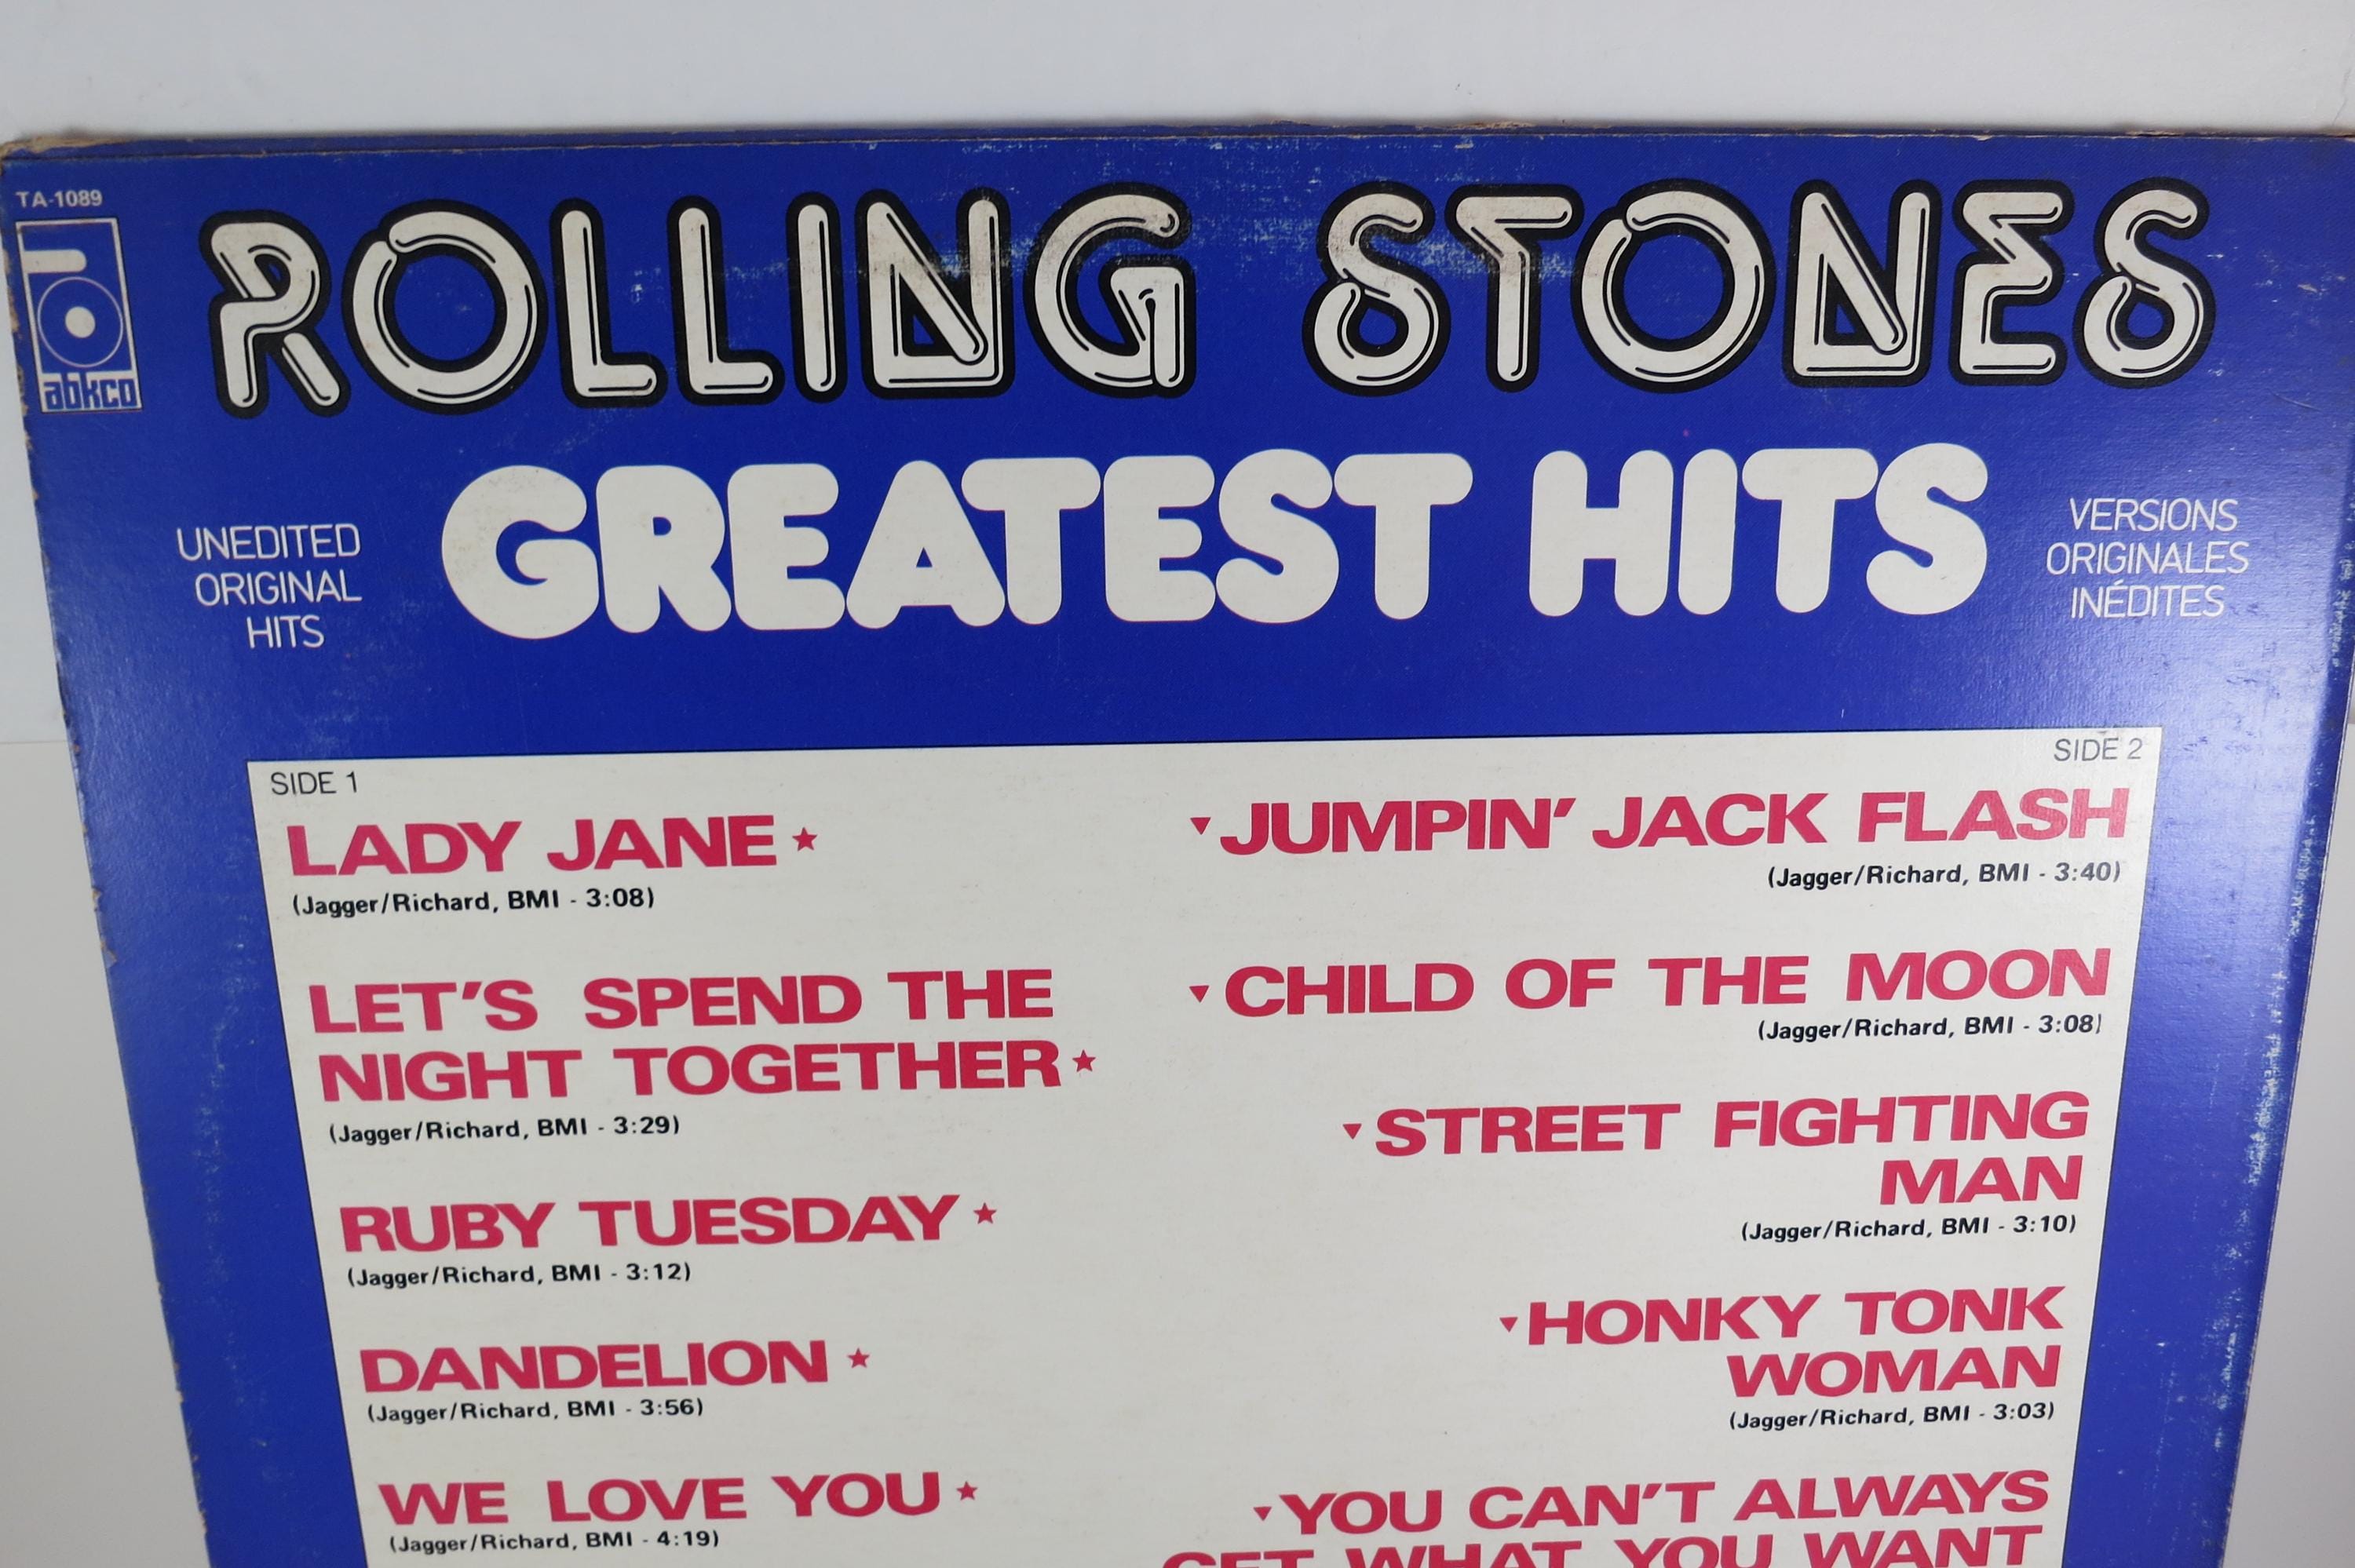 TA-1089
abkco
ROLLING STONES
GREATEST HITS
UNEDITED
ORIGINAL
HITS
VERSIONS
ORIGINALES
INÉDITES
SIDE 1
LADY JANE ★
(Jagger/Richard, BMI - 3:08)
LET'S SPEND THE
NIGHT TOGETHER ★
(Jagger/Richard, BMI - 3:29)
RUBY TUESDAY ★
(Jagger/Richard, BMI - 3:12)
DANDELION ★
(Jagger/Richard, BMI - 3:56)
WE LOVE YOU ★
(Jagger/Richard, BMI - 4:19)
SIDE 2
▼JUMPIN' JACK FLASH
(Jagger/Richard, BMI - 3:40)
▼CHILD OF THE MOON
(Jagger/Richard, BMI - 3:08)
▼STREET FIGHTING
MAN
(Jagger/Richard, BMI - 3:10)
▼HONKY TONK
WOMAN
(Jagger/Richard, BMI - 3:03)
▼YOU CAN'T ALWAYS
GET WHAT YOU WANT